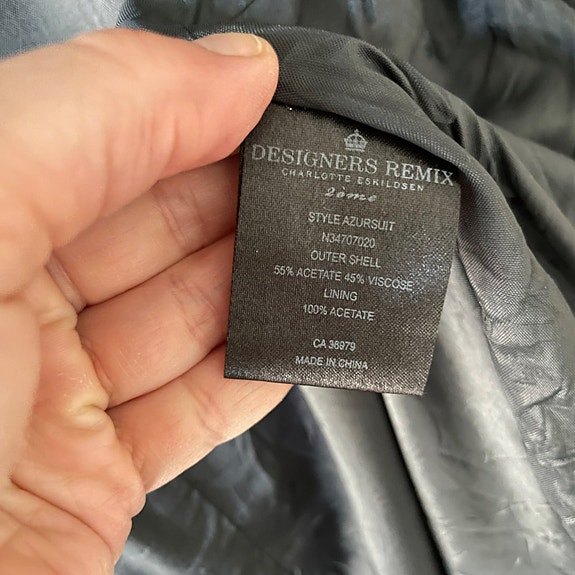 DESIGNERS REMIX
CHARLOTTE ESKILDSEN
2ème
STYLE AZURSUIT
N34707020
OUTER SHELL
55% ACETATE 45% VISCOSE
LINING
100% ACETATE
CA 36979
MADE IN CHINA